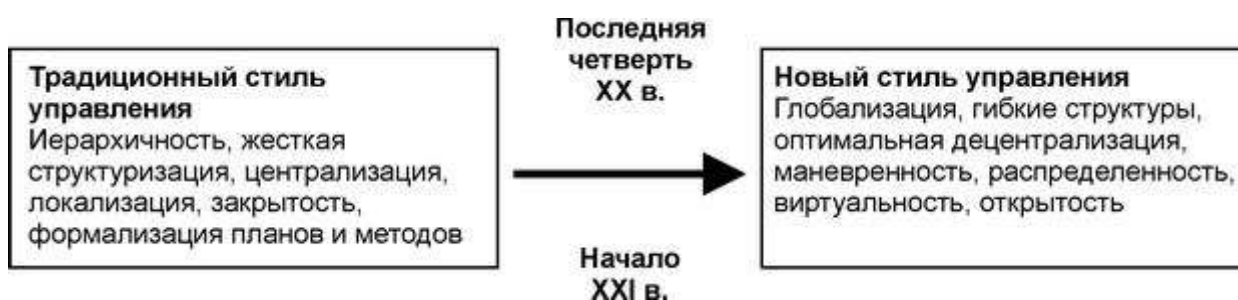 Традиционный стиль
управления
Иерархичность, жесткая
структуризация, централизация,
локализация, закрытость,
формализация планов и методов
Последняя
четверть
XX в.
Начало
XXI в.
Новый стиль управления
Глобализация, гибкие структуры,
оптимальная децентрализация,
маневренность, распределенность,
виртуальность, открытость